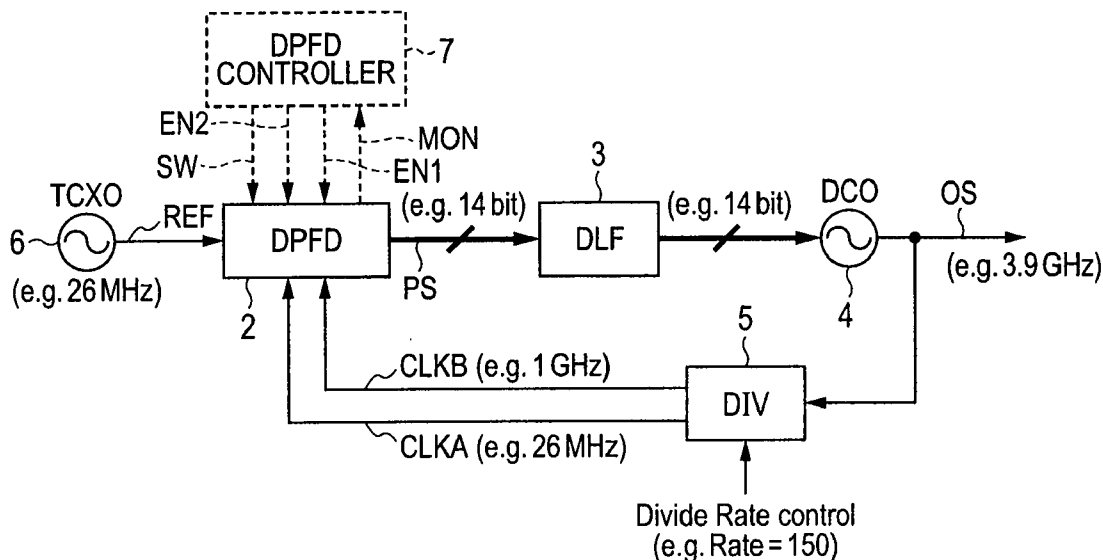 DPFD
CONTROLLER
7
EN2
MON
SW
EN1
3
TCXO
REF
(e.g. 14 bit)
(e.g. 14 bit)
DCO
OS
6
DPFD
DLF
(e.g. 26 MHz)
PS
(e.g. 3.9 GHz)
2
4
5
CLKB (e.g. 1 GHz)
DIV
CLKA (e.g. 26 MHz)
Divide Rate control
(e.g. Rate = 150)